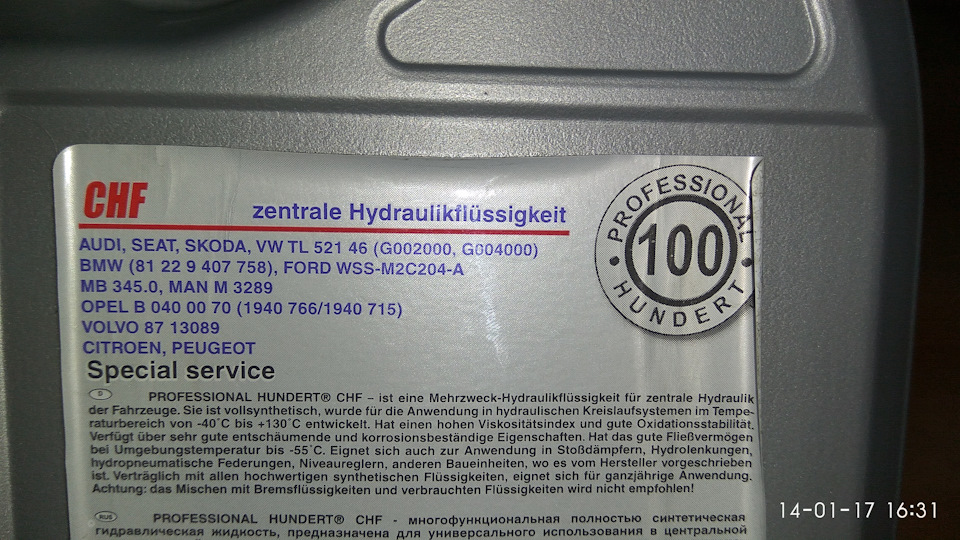 CHF
zentrale Hydraulikflüssigkeit
AUDI, SEAT, SKODA, VW TL 521 46 (G002000, G004000)
BMW (81 22 9 407 758), FORD WSS-M2C204-A
MB 345.0, MAN M 3289
OPEL B 040 00 70 (1940 766/1940 715)
VOLVO 87 13089
CITROEN, PEUGEOT
Special service
PROFESSIONAL
100
HUNDERT
D PROFESSIONAL HUNDERT® CHF – ist eine Mehrzweck-Hydraulikflüssigkeit für zentrale Hydraulik
der Fahrzeuge. Sie ist vollsynthetisch, wurde für die Anwendung in hydraulischen Kreislaufsystemen im Tempe-
raturbereich von -40°C bis +130°C entwickelt. Hat einen hohen Viskositätsindex und gute Oxidationsstabilität.
Verfügt über sehr gute entschäumende und korrosionsbeständige Eigenschaften. Hat das gute Fließvermögen
bei Umgebungstemperatur bis -55°C. Eignet sich auch zur Anwendung in Stoßdämpfern, Hydrolenkungen,
hydropneumatische Federungen, Niveaureglern, anderen Baueinheiten, wo es vom Hersteller vorgeschrieben
ist. Verträglich mit allen hochwertigen synthetischen Flüssigkeiten, eignet sich für ganzjährige Anwendung.
Achtung: das Mischen mit Bremsflüssigkeiten und verbrauchten Flüssigkeiten wird nicht empfohlen!
RUS PROFESSIONAL HUNDERT® CHF - многофункциональная полностью синтетическая
гидравлическая жидкость, предназначена для универсального использования в центральной
14-01-17 16:31